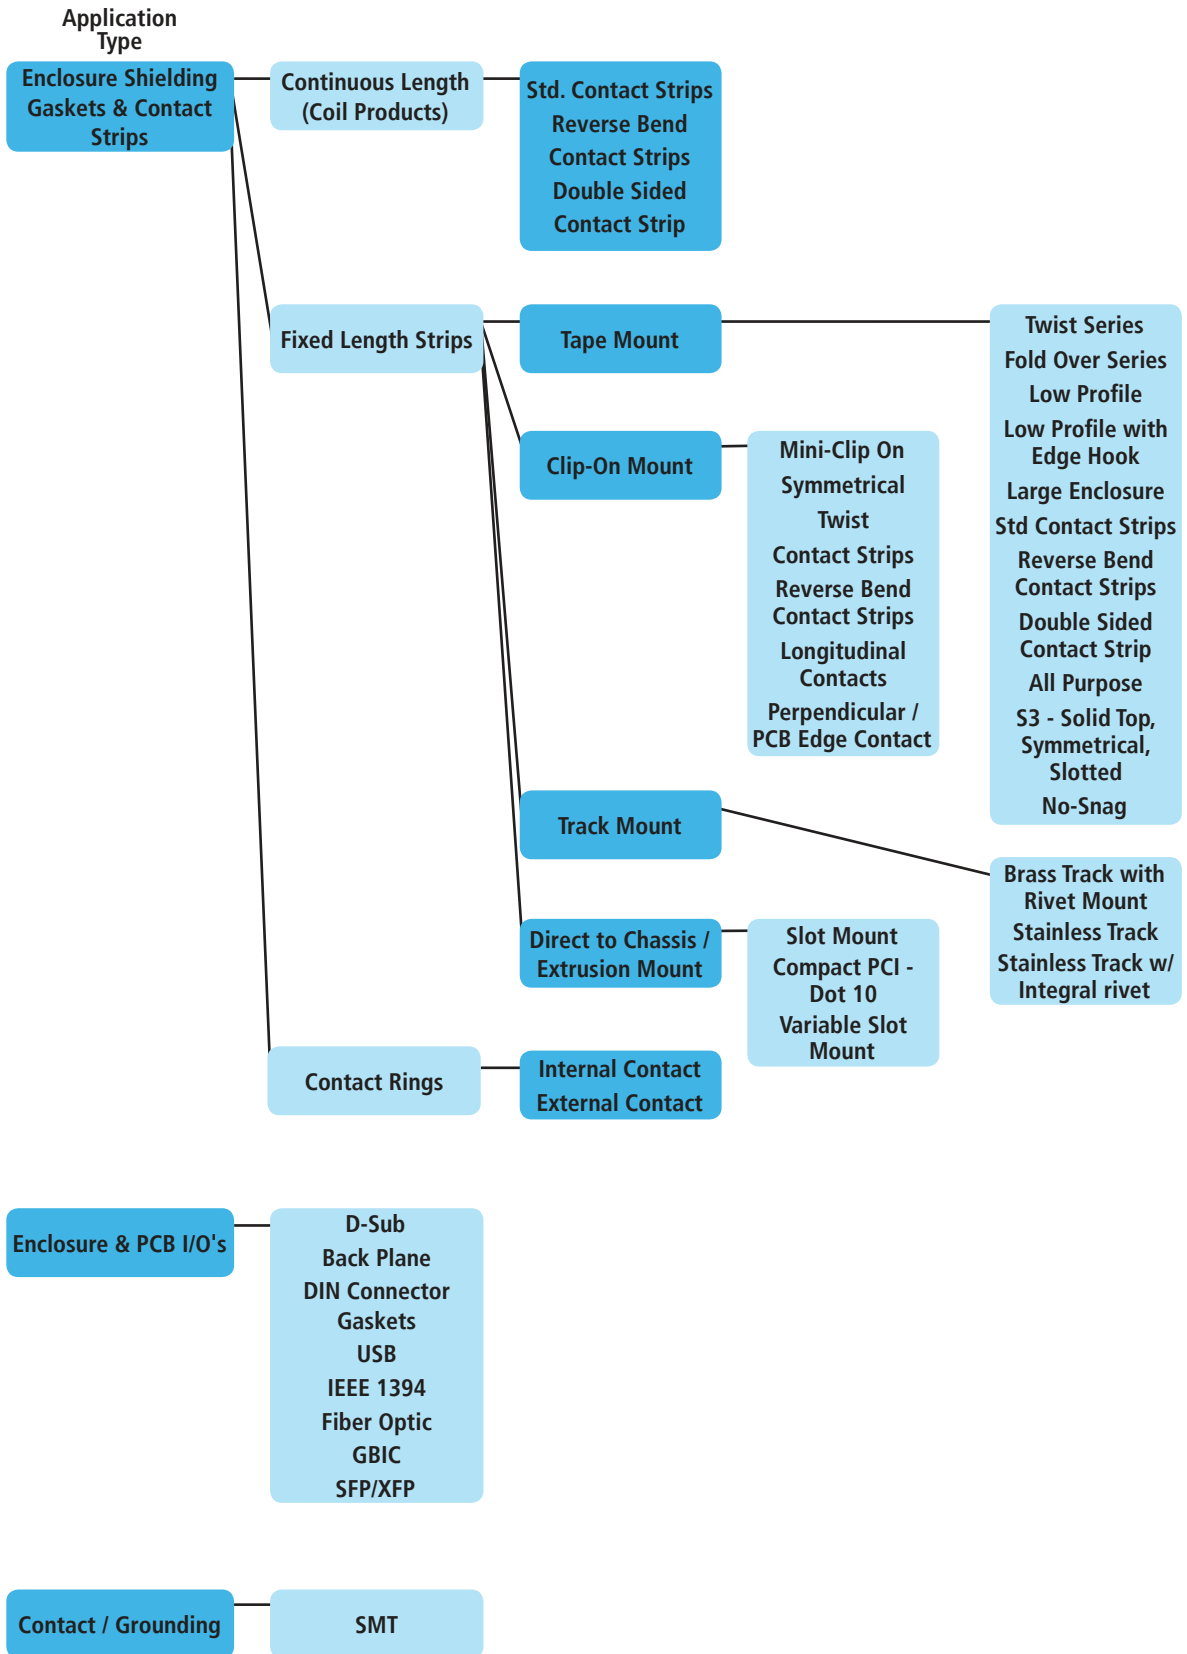 Application
Type
Enclosure Shielding
Gaskets & Contact
Strips
Continuous Length
(Coil Products)
Std. Contact Strips
Reverse Bend
Contact Strips
Double Sided
Contact Strip
Fixed Length Strips
Tape Mount
Twist Series
Fold Over Series
Low Profile
Low Profile with
Edge Hook
Large Enclosure
Std Contact Strips
Reverse Bend
Contact Strips
Double Sided
Contact Strip
All Purpose
S3 - Solid Top,
Symmetrical,
Slotted
No-Snag
Clip-On Mount
Mini-Clip On
Symmetrical
Twist
Contact Strips
Reverse Bend
Contact Strips
Longitudinal
Contacts
Perpendicular /
PCB Edge Contact
Track Mount
Brass Track with
Rivet Mount
Stainless Track
Stainless Track w/
Integral rivet
Direct to Chassis /
Extrusion Mount
Slot Mount
Compact PCI -
Dot 10
Variable Slot
Mount
Contact Rings
Internal Contact
External Contact
Enclosure & PCB I/O's
D-Sub
Back Plane
DIN Connector
Gaskets
USB
IEEE 1394
Fiber Optic
GBIC
SFP/XFP
Contact / Grounding
SMT